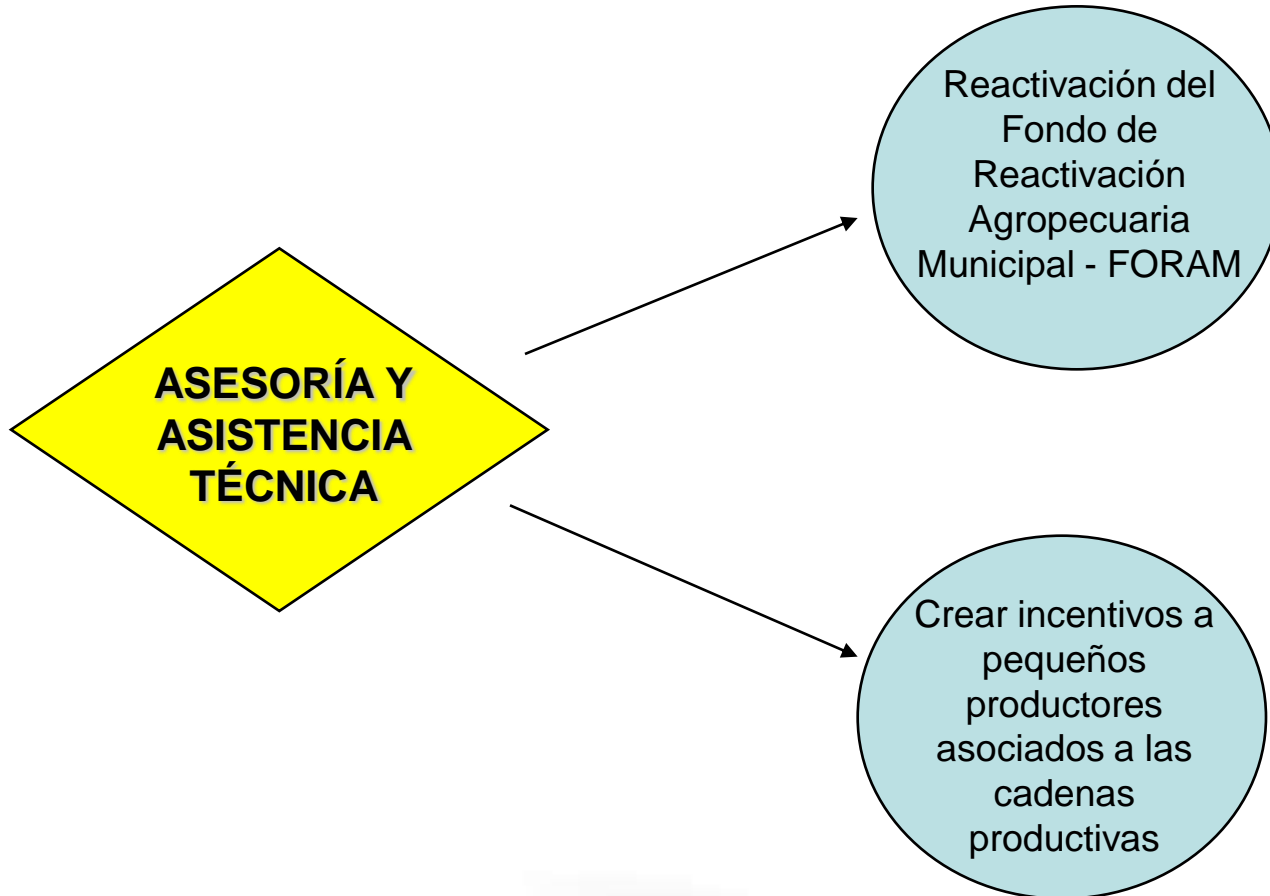 Reactivación del
Fondo de
Reactivación
Agropecuaria
Municipal - FORAM
ASESORÍA Y
ASISTENCIA
TÉCNICA
Crear incentivos a
pequeños
productores
asociados a las
cadenas
productivas